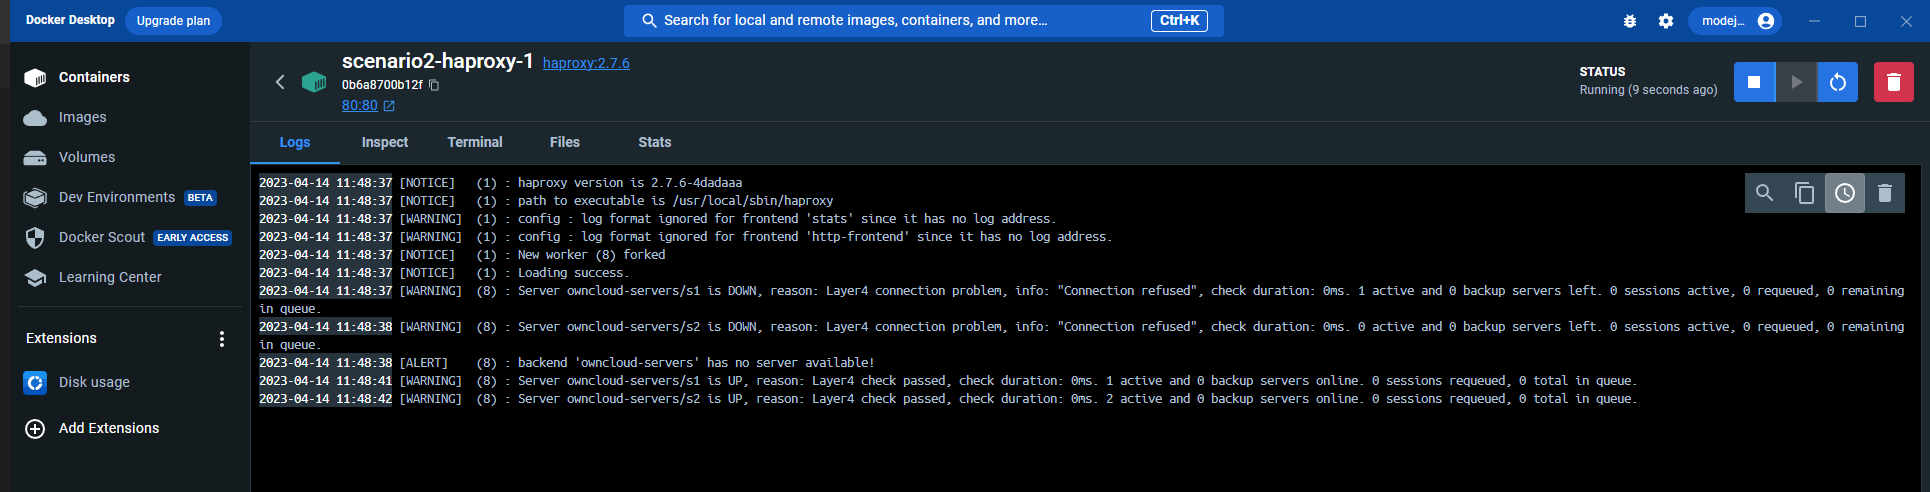 Docker Desktop Upgrade plan Search for local and remote images, containers, and more... Ctrl+K modej...
Containers
Images
Volumes
Dev Environments BETA
Docker Scout EARLY ACCESS
Learning Center
Extensions
Disk usage
Add Extensions
scenario2-haproxy-1 haproxy:2.7.6
0b6a8700b12f
80:80
STATUS
Running (9 seconds ago)
Logs Inspect Terminal Files Stats
2023-04-14 11:48:37 [NOTICE] (1) : haproxy version is 2.7.6-4dadaaa
2023-04-14 11:48:37 [NOTICE] (1) : path to executable is /usr/local/sbin/haproxy
2023-04-14 11:48:37 [WARNING] (1) : config : log format ignored for frontend 'stats' since it has no log address.
2023-04-14 11:48:37 [WARNING] (1) : config : log format ignored for frontend 'http-frontend' since it has no log address.
2023-04-14 11:48:37 [NOTICE] (1) : New worker (8) forked
2023-04-14 11:48:37 [NOTICE] (1) : Loading success.
2023-04-14 11:48:37 [WARNING] (8) : Server owncloud-servers/s1 is DOWN, reason: Layer4 connection problem, info: "Connection refused", check duration: 0ms. 1 active and 0 backup servers left. 0 sessions active, 0 requeued, 0 remaining
in queue.
2023-04-14 11:48:38 [WARNING] (8) : Server owncloud-servers/s2 is DOWN, reason: Layer4 connection problem, info: "Connection refused", check duration: 0ms. 0 active and 0 backup servers left. 0 sessions active, 0 requeued, 0 remaining
in queue.
2023-04-14 11:48:38 [ALERT] (8) : backend 'owncloud-servers' has no server available!
2023-04-14 11:48:41 [WARNING] (8) : Server owncloud-servers/s1 is UP, reason: Layer4 check passed, check duration: 0ms. 1 active and 0 backup servers online. 0 sessions requeued, 0 total in queue.
2023-04-14 11:48:42 [WARNING] (8) : Server owncloud-servers/s2 is UP, reason: Layer4 check passed, check duration: 0ms. 2 active and 0 backup servers online. 0 sessions requeued, 0 total in queue.